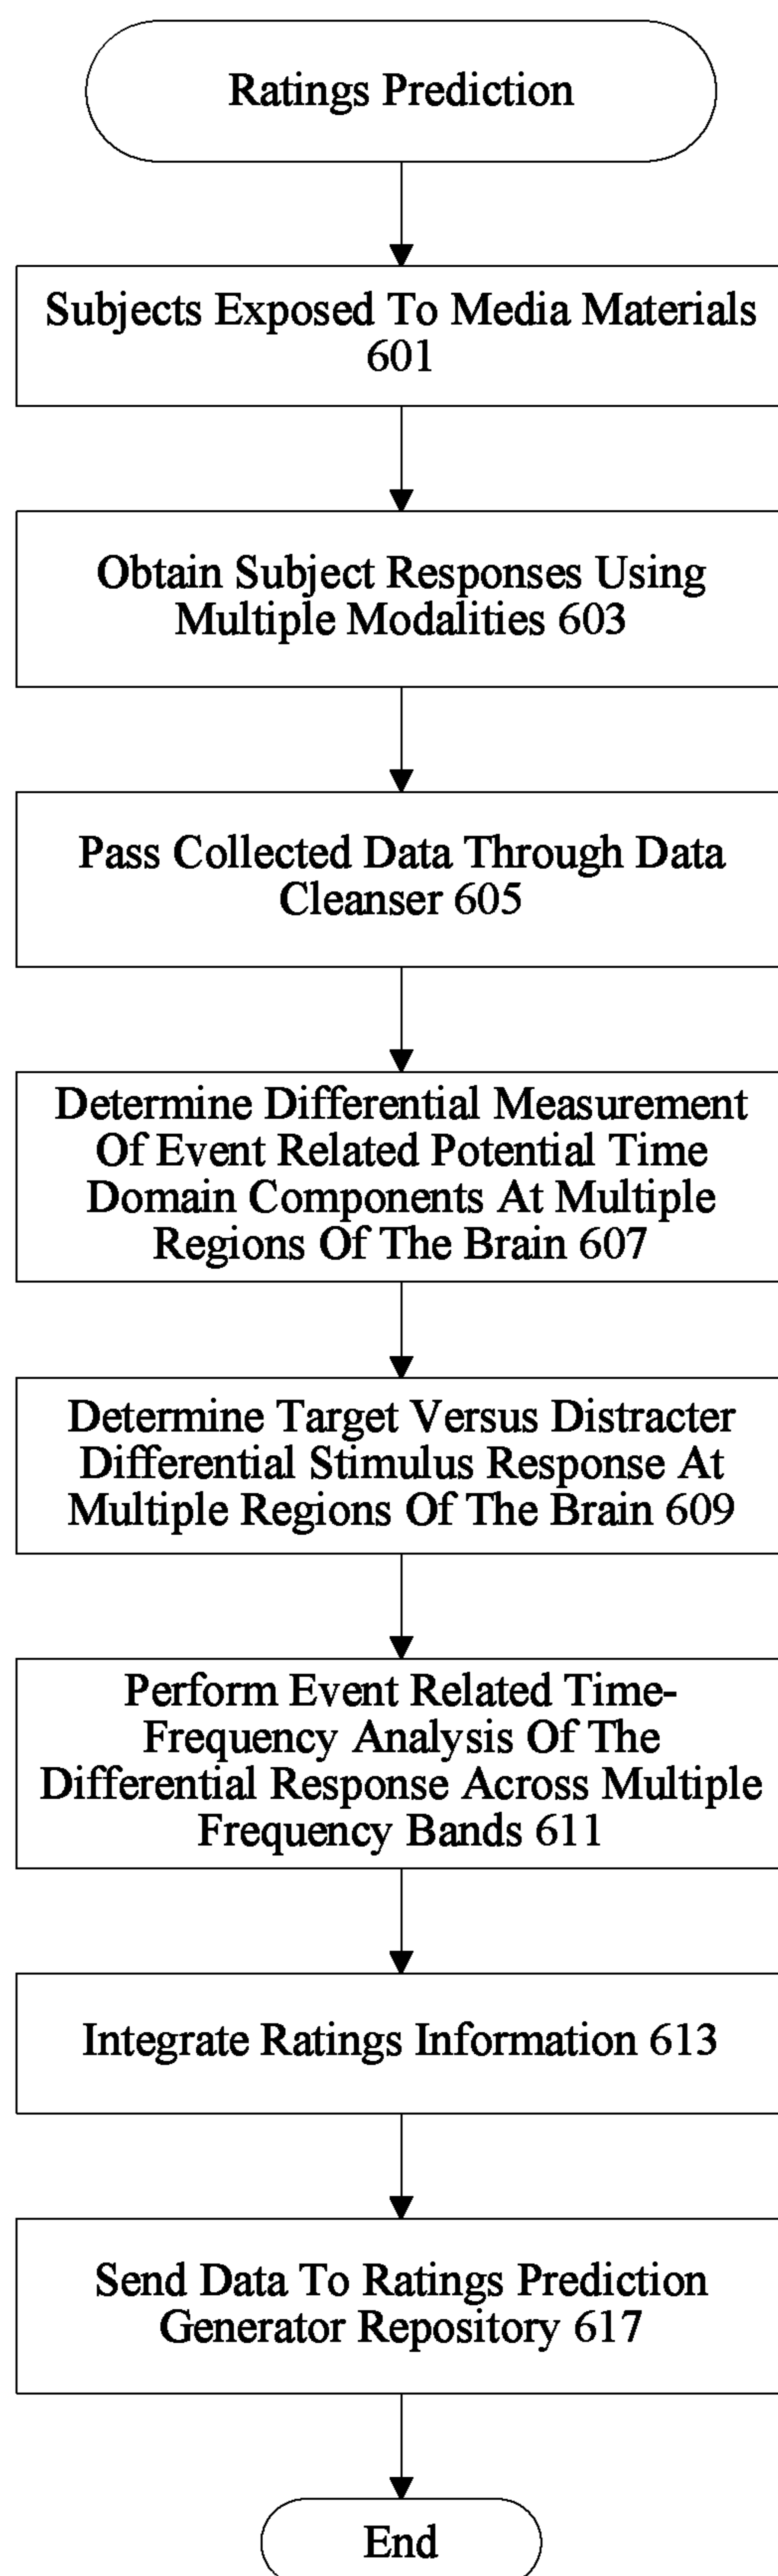 Ratings Prediction
Subjects Exposed To Media Materials
601
Obtain Subject Responses Using
Multiple Modalities 603
Pass Collected Data Through Data
Cleanser 605
Determine Differential Measurement
Of Event Related Potential Time
Domain Components At Multiple
Regions Of The Brain 607
Determine Target Versus Distracter
Differential Stimulus Response At
Multiple Regions Of The Brain 609
Perform Event Related Time-
Frequency Analysis Of The
Differential Response Across Multiple
Frequency Bands 611
Integrate Ratings Information 613
Send Data To Ratings Prediction
Generator Repository 617
End